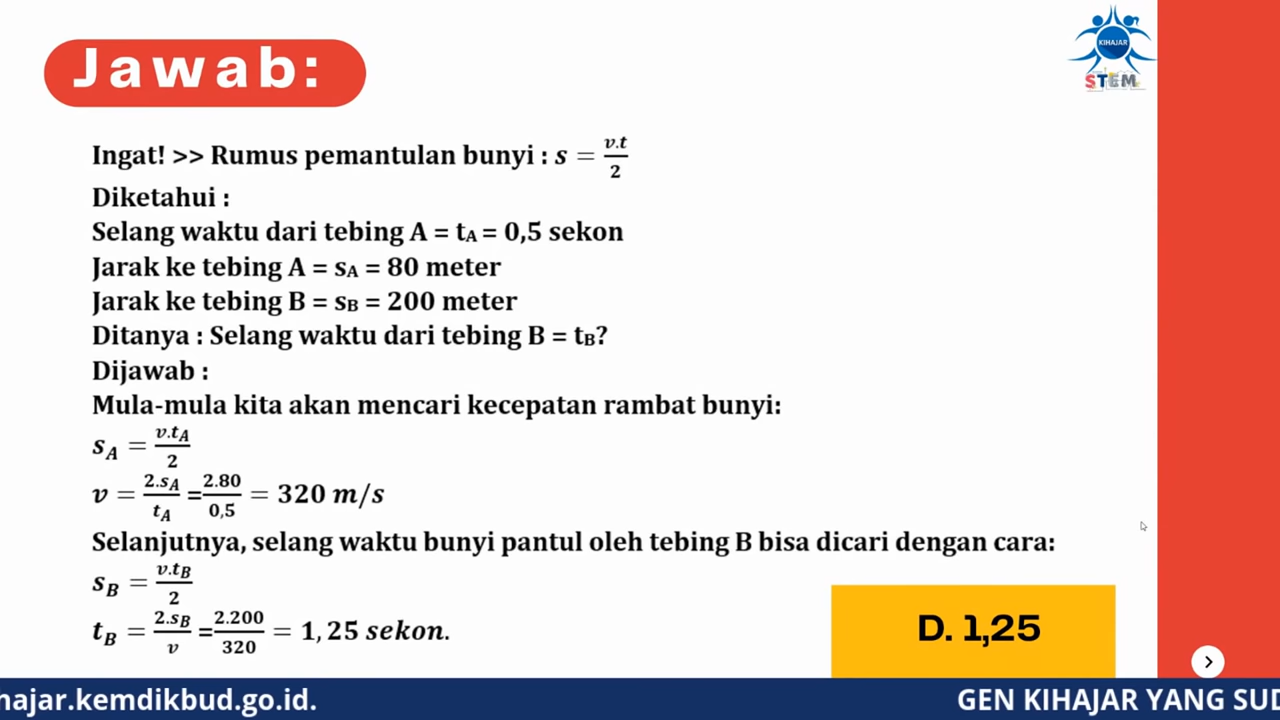 Jawab:
KIHAJAR
STEM
Ingat! >> Rumus pemantulan bunyi : s = v.t/2
Diketahui :
Selang waktu dari tebing A = tA = 0,5 sekon
Jarak ke tebing A = sA = 80 meter
Jarak ke tebing B = sB = 200 meter
Ditanya : Selang waktu dari tebing B = tB?
Dijawab :
Mula-mula kita akan mencari kecepatan rambat bunyi:
sA = v.tA/2
v = 2.sA/tA = 2.80/0,5 = 320 m/s
Selanjutnya, selang waktu bunyi pantul oleh tebing B bisa dicari dengan cara:
sB = v.tB/2
tB = 2.sB/v = 2.200/320 = 1, 25 sekon.
D. 1,25
hajar.kemdikbud.go.id. GEN KIHAJAR YANG SUD